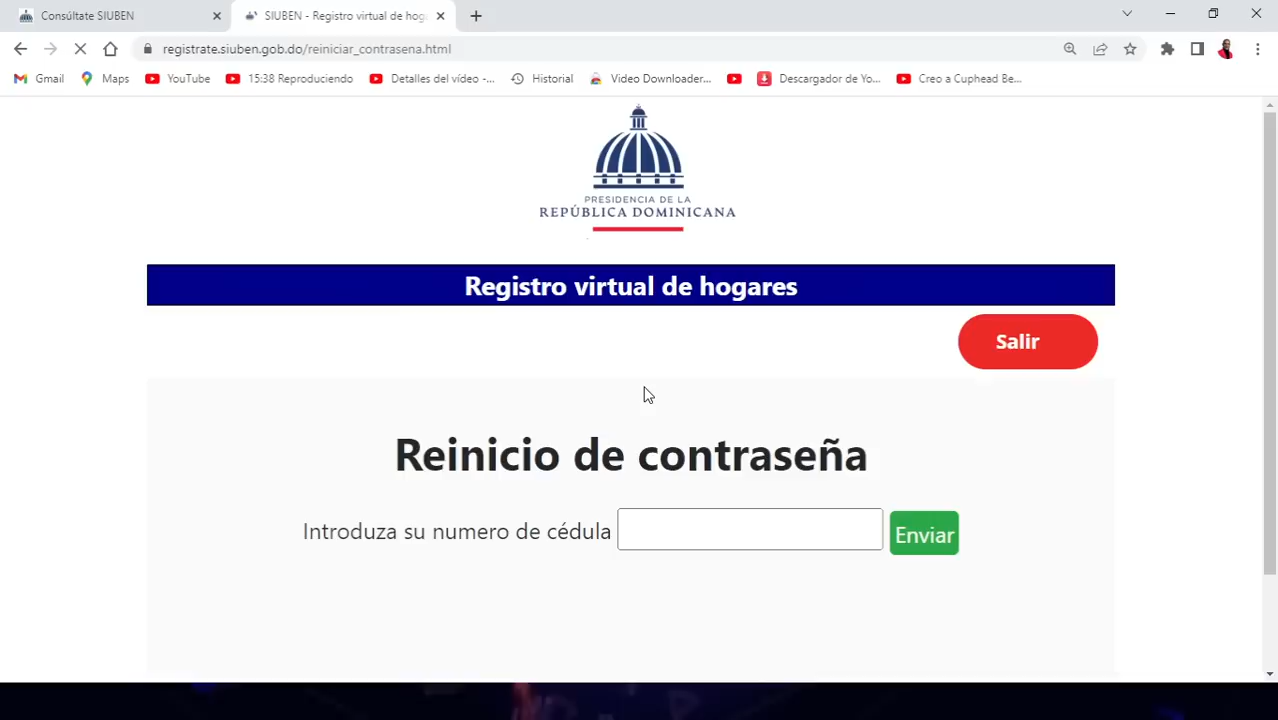 Consúltate SIUBEN
SIUBEN - Registro virtual de hog
registrate.siuben.gob.do/reiniciar_contrasena.html
Gmail Maps YouTube 15:38 Reproduciendo Detalles del vídeo -... Historial Video Downloader... Descargador de Yo... Creo a Cuphead Be...
PRESIDENCIA DE LA
REPÚBLICA DOMINICANA
Registro virtual de hogares
Salir
Reinicio de contraseña
Introduza su numero de cédula
Enviar